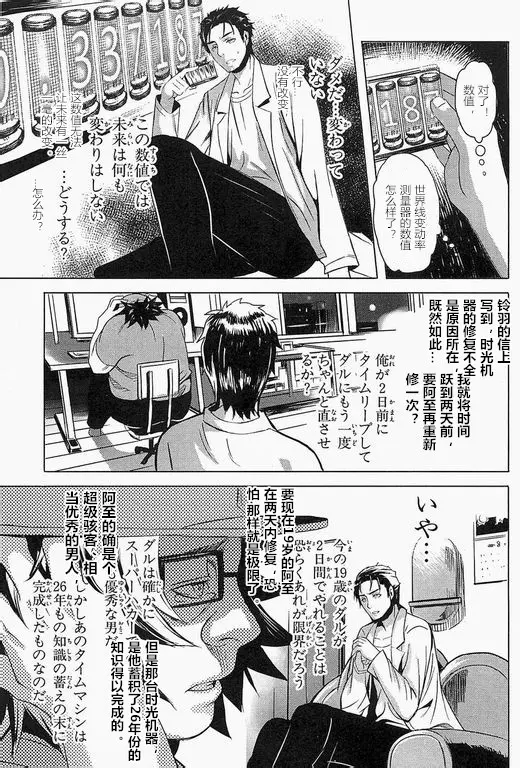 对了！
数值，
世界线变动率
测量器的数值
怎么样了？
1.337187
ダメだ…変わって
いない
不行
没有改变
この数値では
未来は何も
変わりはしない
这数值无法
让未来有一丝
一毫的改变。
…どうする？
…怎么办？
铃羽的信上
写到，时光机
器的修复不全
是原因所在，
既然如此…
我就将时间
跃到两天前，
要阿至再重新
修一次？
俺が2日前に
タイムリープして
ダルにもう一度
ちゃんと直させ
るか？
いや…
今の19歳のダルが
2日間でやれることは
恐らくあれが限界だろう
要现在19岁的阿至
在两天内修复，恐
怕那样就是极限了。
ダルは確かに
スーパーハカー
優秀な男だ
阿至的确是个
超级骇客，相
当优秀的男人
しかしあのタイムマシンは
26年もの知識の蓄えの末に
完成したものなのだ
但是那台时光机器，
是他蓄积了26年份的
知识得以完成的。